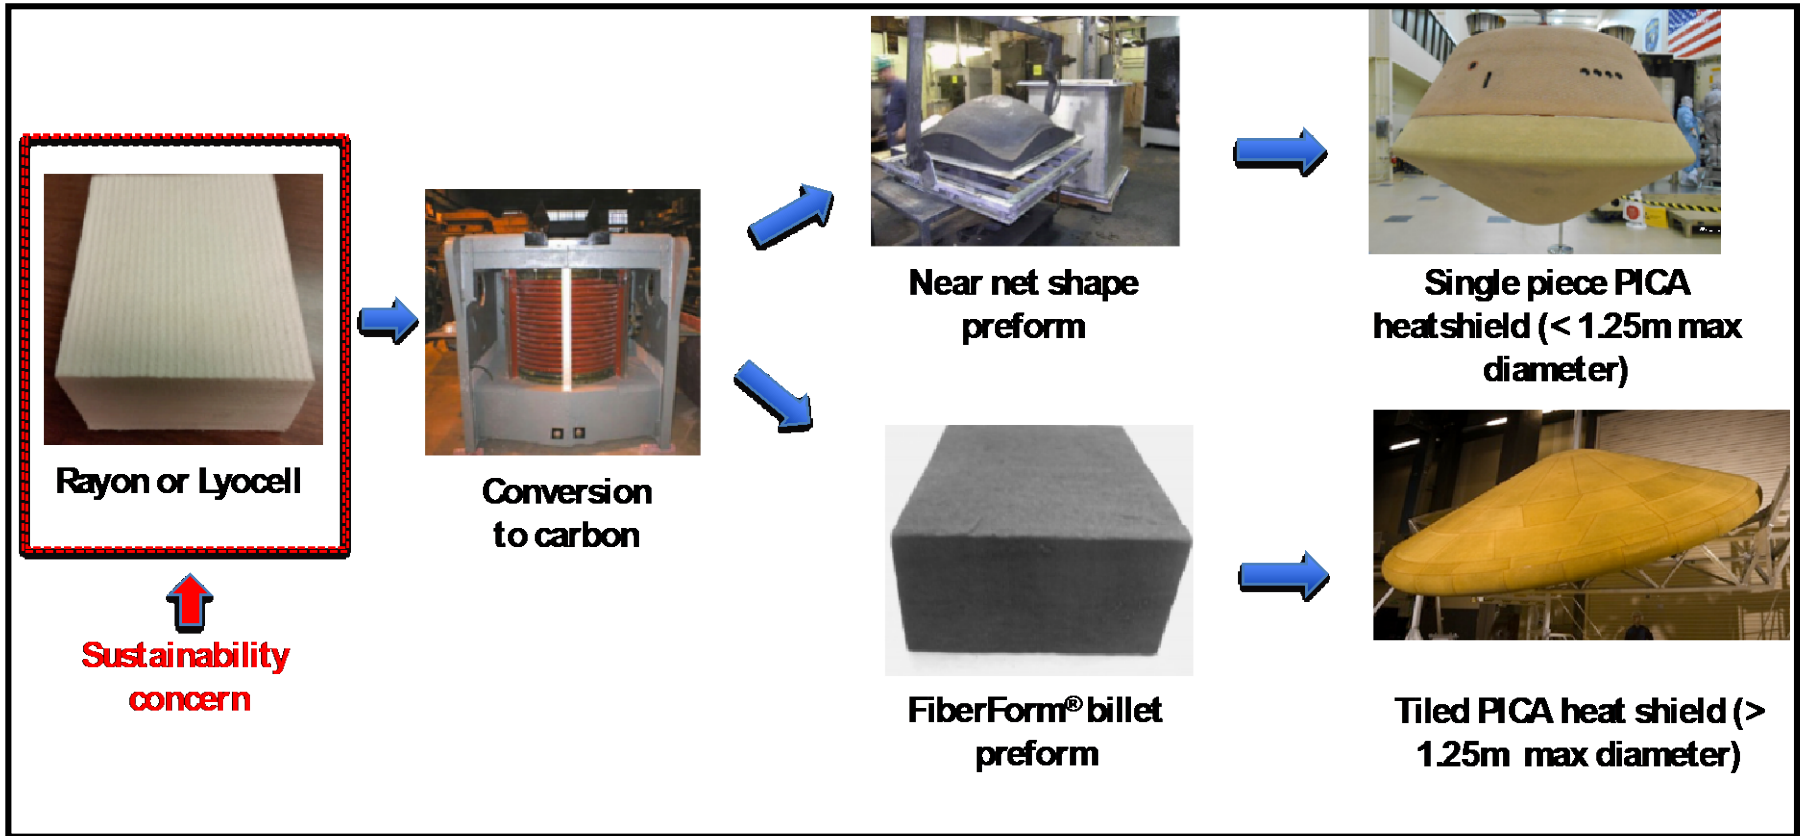 Rayon or Lyocell
Sustainability
concern
Conversion
to carbon
Near net shape
preform
FiberForm® billet
preform
Single piece PICA
heatshield (< 1.25m max
diameter)
Tiled PICA heat shield (>
1.25m max diameter)